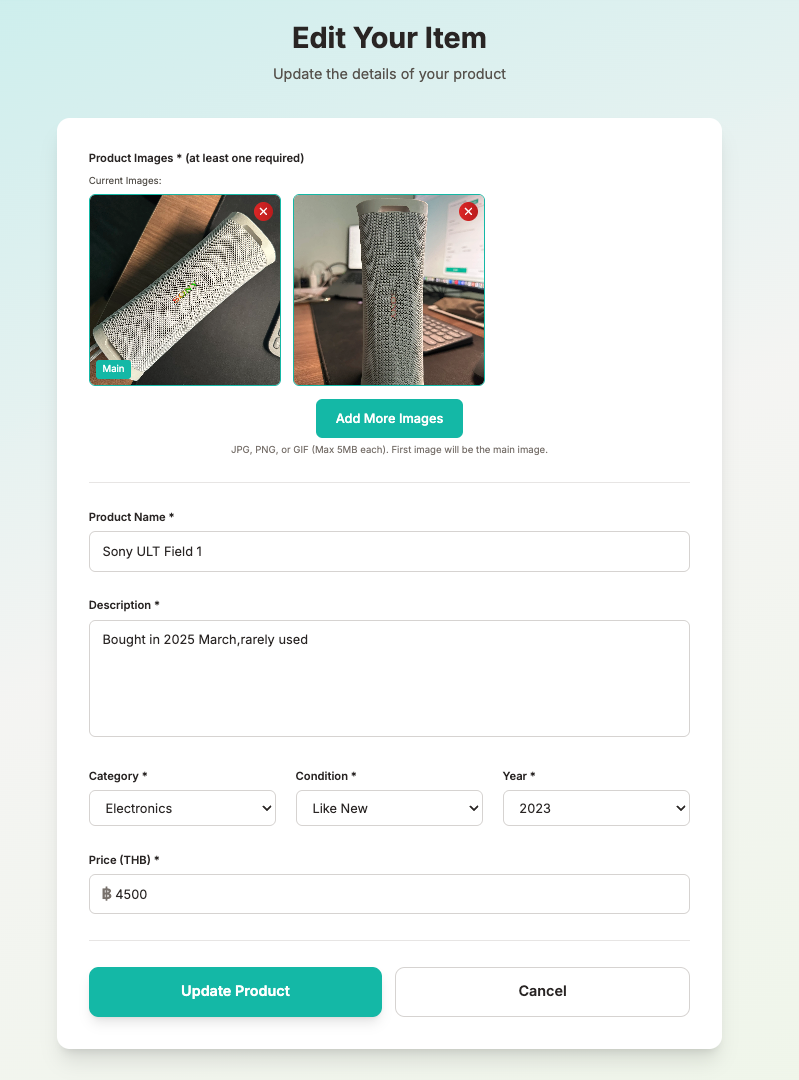 Edit Your Item
Update the details of your product
Product Images * (at least one required)
Current Images:
Main
Add More Images
JPG, PNG, or GIF (Max 5MB each). First image will be the main image.
Product Name *
Sony ULT Field 1
Description *
Bought in 2025 March,rarely used
Category *
Condition *
Year *
Electronics
Like New
2023
Price (THB) *
฿ 4500
Update Product
Cancel